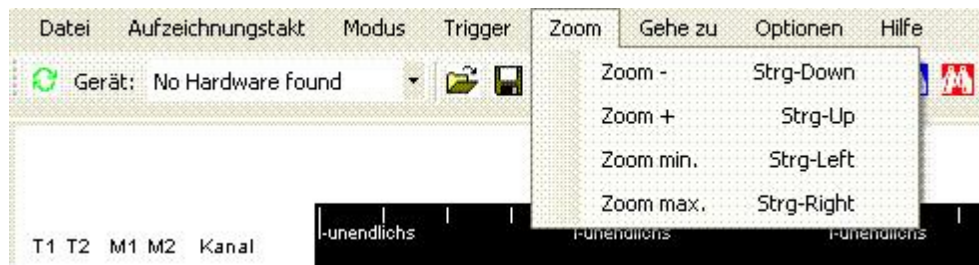 Datei Aufzeichnungstakt Modus Trigger Zoom Gehe zu Optionen Hilfe
Gerät: No Hardware found
Zoom - Strg-Down
Zoom + Strg-Up
Zoom min. Strg-Left
Zoom max. Strg-Right
T1 T2 M1 M2 Kanal
-unendlichs